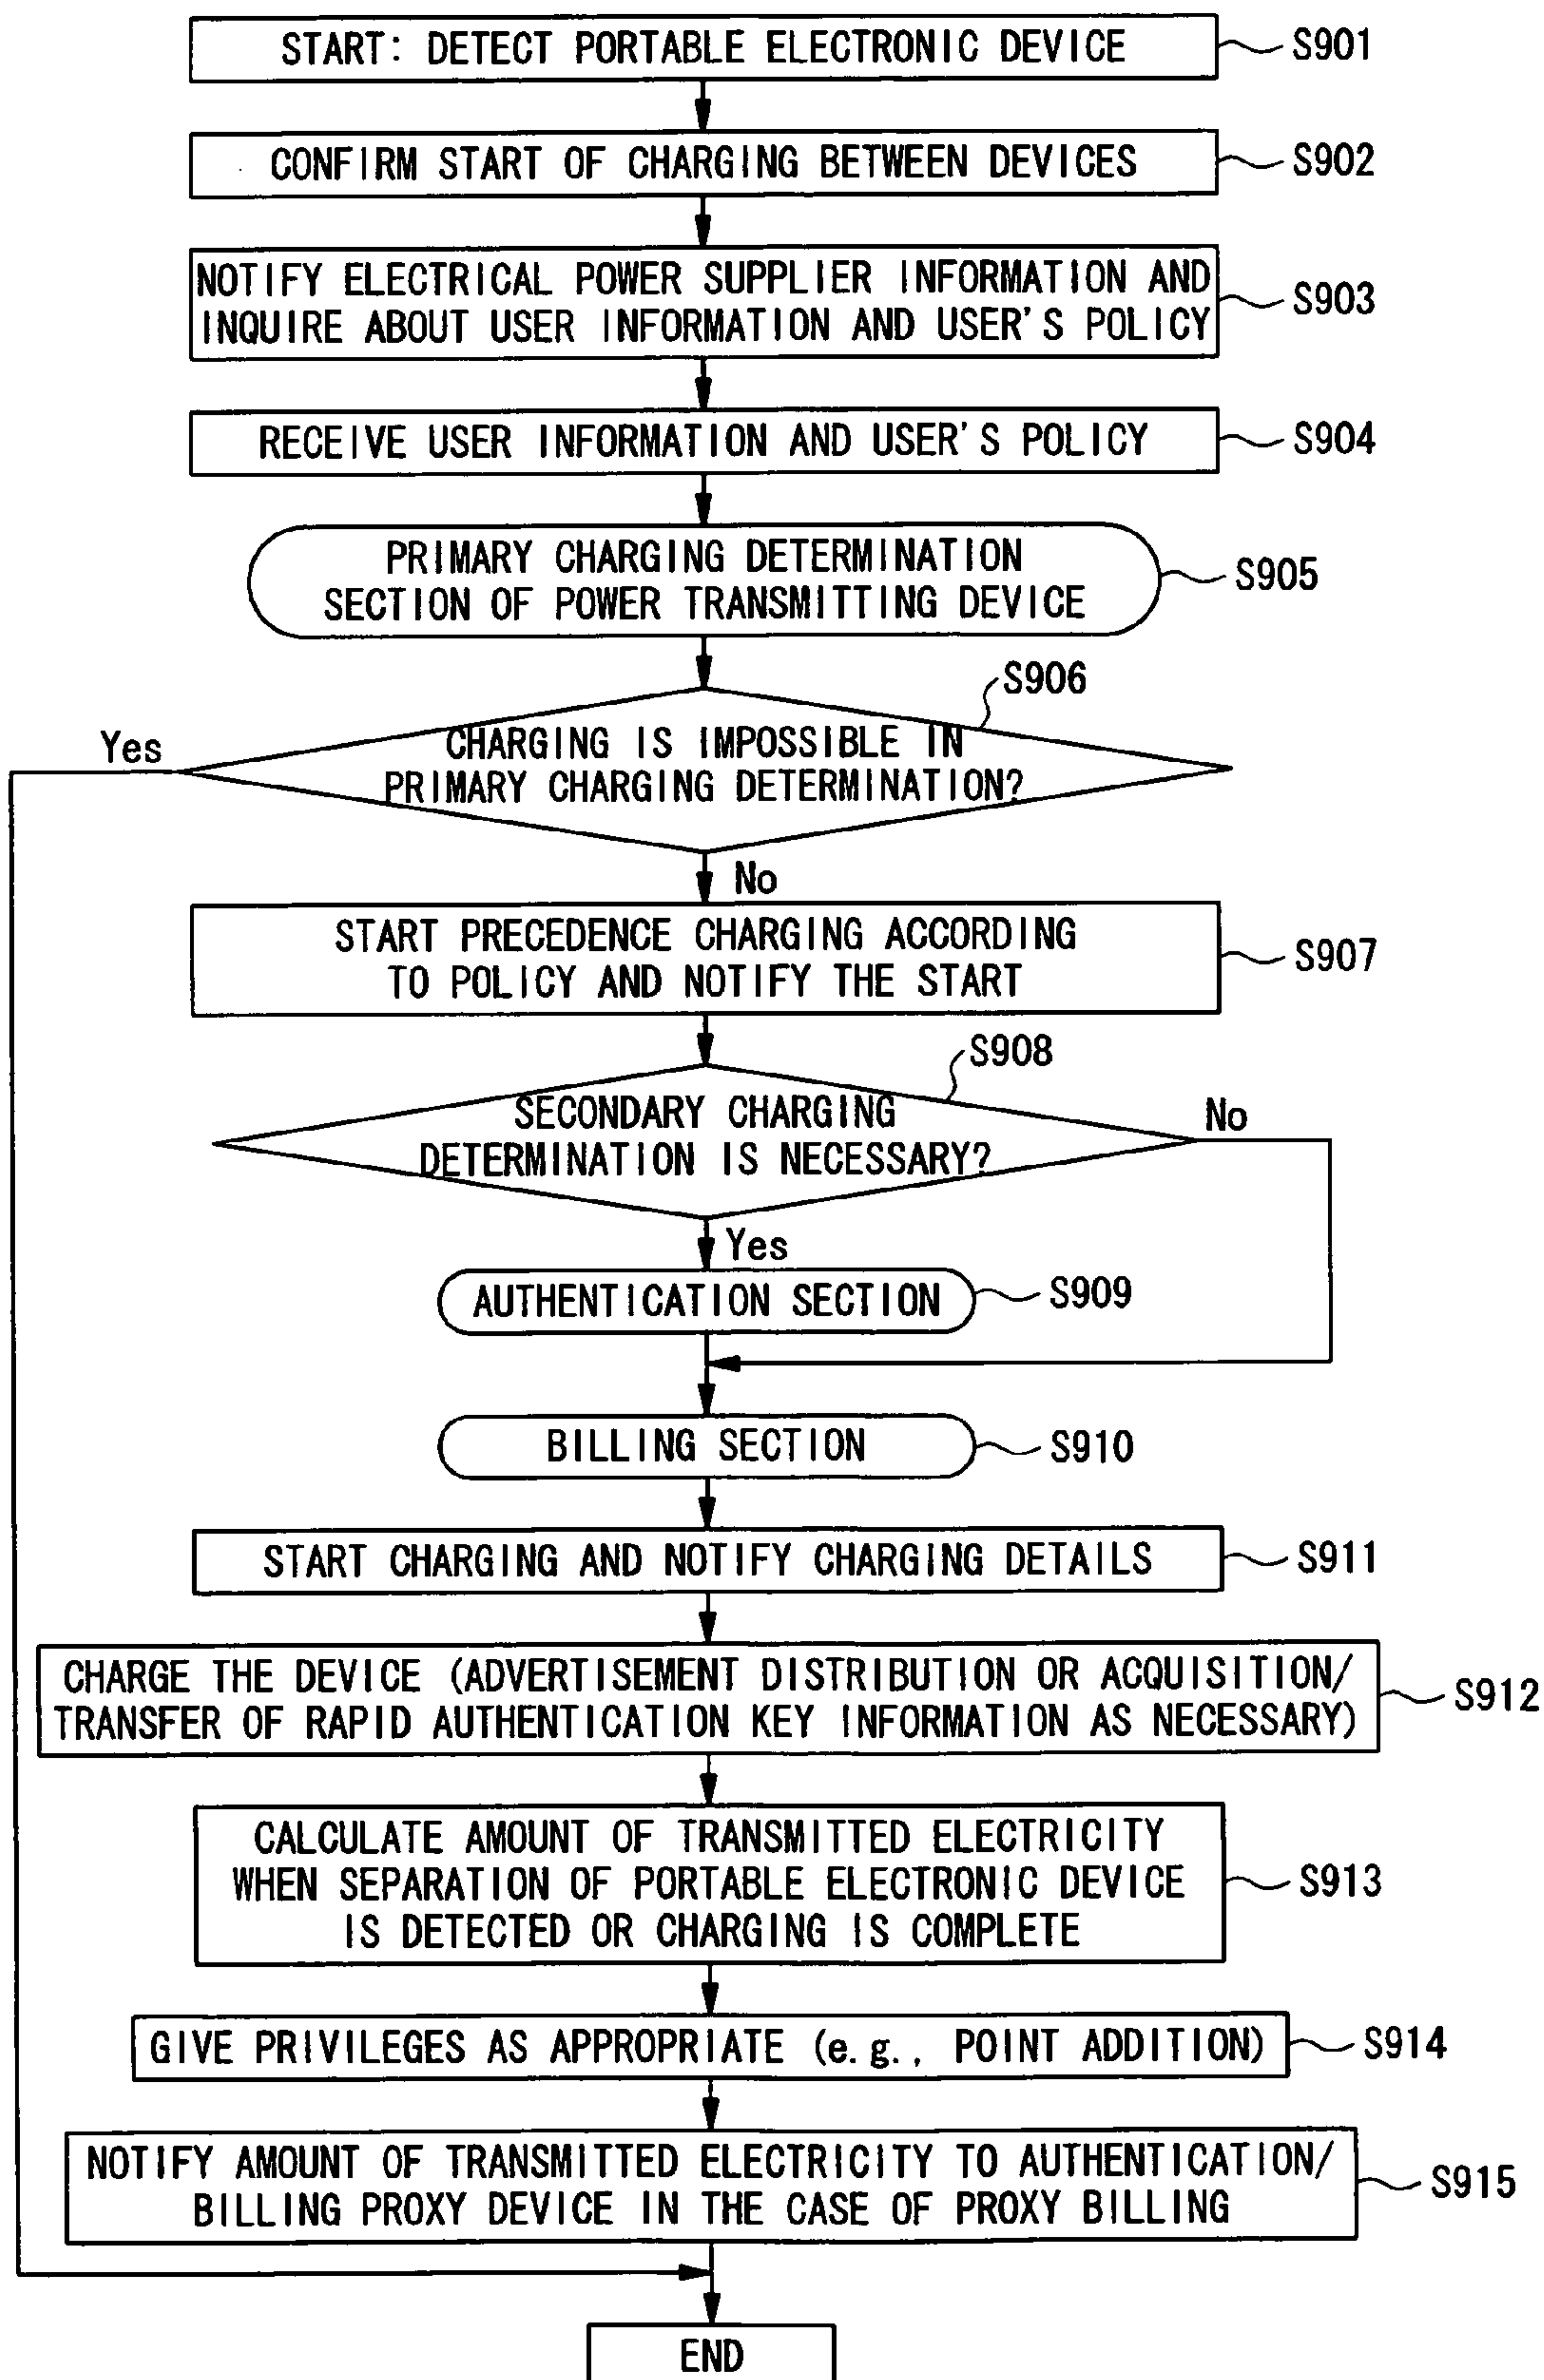 START: DETECT PORTABLE ELECTRONIC DEVICE
S901
CONFIRM START OF CHARGING BETWEEN DEVICES
S902
NOTIFY ELECTRICAL POWER SUPPLIER INFORMATION AND
INQUIRE ABOUT USER INFORMATION AND USER'S POLICY
S903
RECEIVE USER INFORMATION AND USER'S POLICY
S904
PRIMARY CHARGING DETERMINATION
SECTION OF POWER TRANSMITTING DEVICE
S905
S906
Yes
CHARGING IS IMPOSSIBLE IN
PRIMARY CHARGING DETERMINATION?
No
START PRECEDENCE CHARGING ACCORDING
TO POLICY AND NOTIFY THE START
S907
S908
SECONDARY CHARGING
DETERMINATION IS NECESSARY?
No
Yes
AUTHENTICATION SECTION
S909
BILLING SECTION
S910
START CHARGING AND NOTIFY CHARGING DETAILS
S911
CHARGE THE DEVICE (ADVERTISEMENT DISTRIBUTION OR ACQUISITION/
TRANSFER OF RAPID AUTHENTICATION KEY INFORMATION AS NECESSARY)
S912
CALCULATE AMOUNT OF TRANSMITTED ELECTRICITY
WHEN SEPARATION OF PORTABLE ELECTRONIC DEVICE
IS DETECTED OR CHARGING IS COMPLETE
S913
GIVE PRIVILEGES AS APPROPRIATE (e.g., POINT ADDITION)
S914
NOTIFY AMOUNT OF TRANSMITTED ELECTRICITY TO AUTHENTICATION/
BILLING PROXY DEVICE IN THE CASE OF PROXY BILLING
S915
END